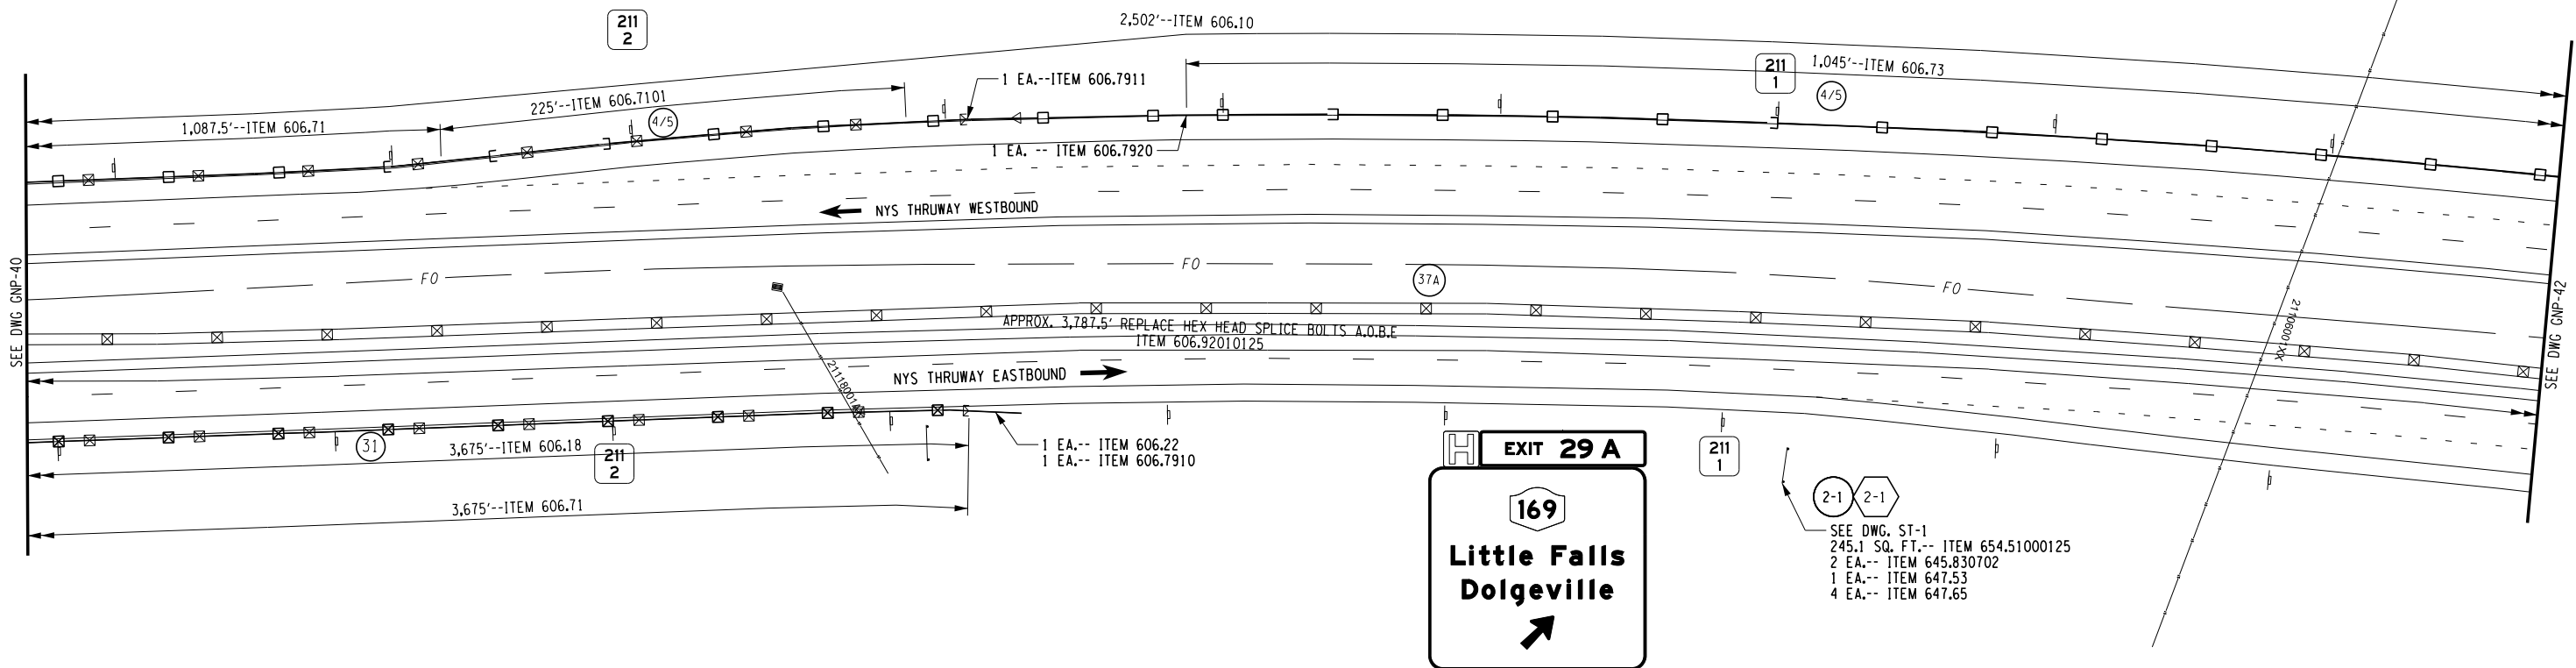 2,502'--ITEM 606.10
211
2
1 EA.--ITEM 606.7911
211
1
1,045'--ITEM 606.73
4/5
225'--ITEM 606.7101
4/5
1,087.5'--ITEM 606.71
1 EA. -- ITEM 606.7920
NYS THRUWAY WESTBOUND
SEE DWG GNP-40
FO
FO
FO
37A
SEE DWG GNP-42
21106001XX
APPROX. 3,787.5' REPLACE HEX HEAD SPLICE BOLTS A.O.B.E
ITEM 606.92010125
NYS THRUWAY EASTBOUND
31
3,675'--ITEM 606.18
211
2
1 EA.-- ITEM 606.22
1 EA.-- ITEM 606.7910
3,675'--ITEM 606.71
H
EXIT 29 A
169
Little Falls
Dolgeville
211
1
2-1
2-1
SEE DWG. ST-1
245.1 SQ. FT.-- ITEM 654.51000125
2 EA.-- ITEM 645.830702
1 EA.-- ITEM 647.53
4 EA.-- ITEM 647.65